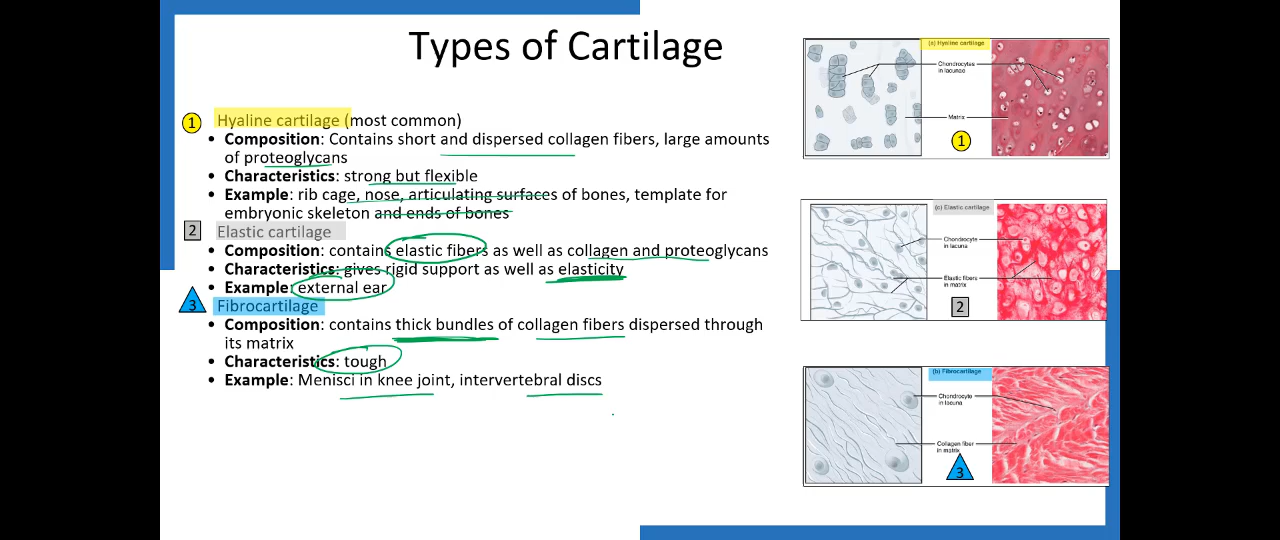 Types of Cartilage
1 Hyaline cartilage (most common)
• Composition: Contains short and dispersed collagen fibers, large amounts
of proteoglycans
• Characteristics: strong but flexible
• Example: rib cage, nose, articulating surfaces of bones, template for
embryonic skeleton and ends of bones
2 Elastic cartilage
• Composition: contains elastic fibers as well as collagen and proteoglycans
• Characteristics: gives rigid support as well as elasticity
• Example: external ear
3 Fibrocartilage
• Composition: contains thick bundles of collagen fibers dispersed through
its matrix
• Characteristics: tough
• Example: Menisci in knee joint, intervertebral discs
(a) Hyaline cartilage
Chondrocytes
in lacunae
Matrix
1
(c) Elastic cartilage
Chondrocyte
in lacuna
Elastic fibers
in matrix
2
(b) Fibrocartilage
Chondrocyte
in lacuna
Collagen fiber
in matrix
3